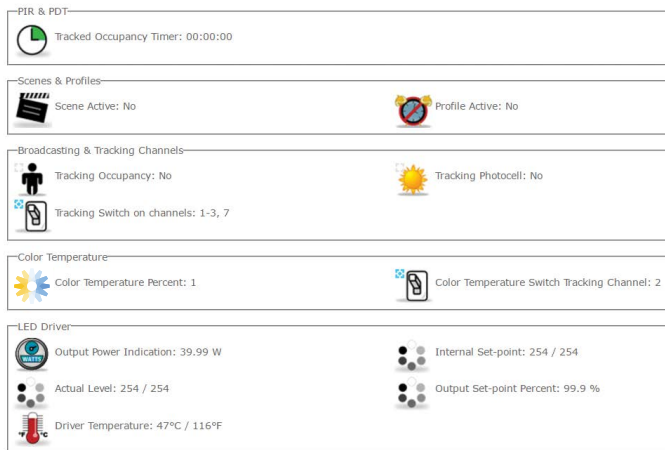 PIR & PDT
Tracked Occupancy Timer: 00:00:00
Scenes & Profiles
Scene Active: No
Profile Active: No
Broadcasting & Tracking Channels
Tracking Occupancy: No
Tracking Photocell: No
Tracking Switch on channels: 1-3, 7
Color Temperature
Color Temperature Percent: 1
Color Temperature Switch Tracking Channel: 2
LED Driver
WATTS
Output Power Indication: 39.99 W
Internal Set-point: 254 / 254
Actual Level: 254 / 254
Output Set-point Percent: 99.9 %
°F °C
Driver Temperature: 47°C / 116°F